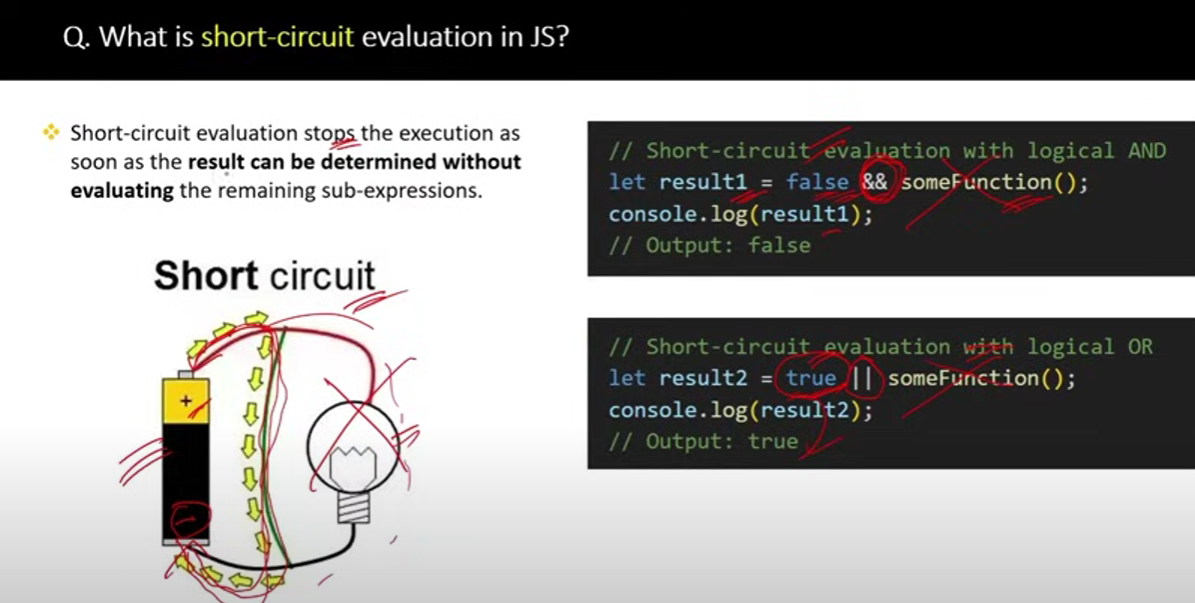 Q. What is short-circuit evaluation in JS?
Short-circuit evaluation stops the execution as
soon as the result can be determined without
evaluating the remaining sub-expressions.
Short circuit
+
-
// Short-circuit evaluation with logical AND
let result1 = false && someFunction();
console.log(result1);
// Output: false
// Short-circuit evaluation with logical OR
let result2 = true || someFunction();
console.log(result2);
// Output: true